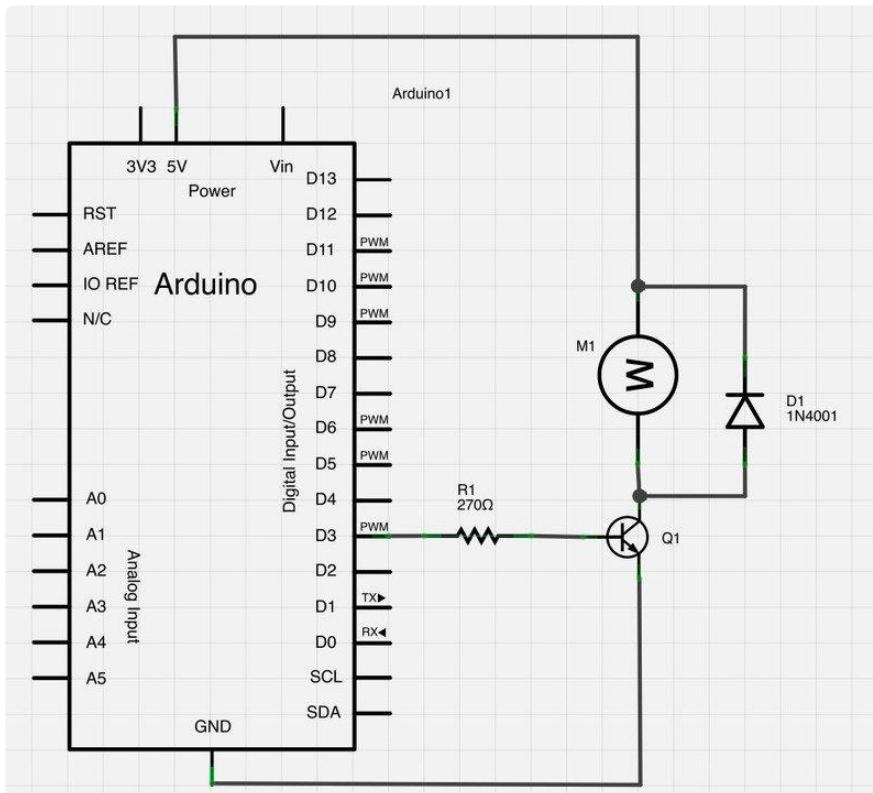 Arduino1
3V3 5V Vin
Power
D13
RST
D12
AREF
D11 PWM
IO REF
Arduino
D10 PWM
N/C
D9 PWM
D8
D7
D6 PWM
D5 PWM
D4
Digital Input/Output
M1
M
D1
1N4001
A0
A1
A2
A3
A4
A5
Analog Input
R1
270Ω
D3 PWM
Q1
D2
D1 TX▶
D0 RX◀
SCL
SDA
GND